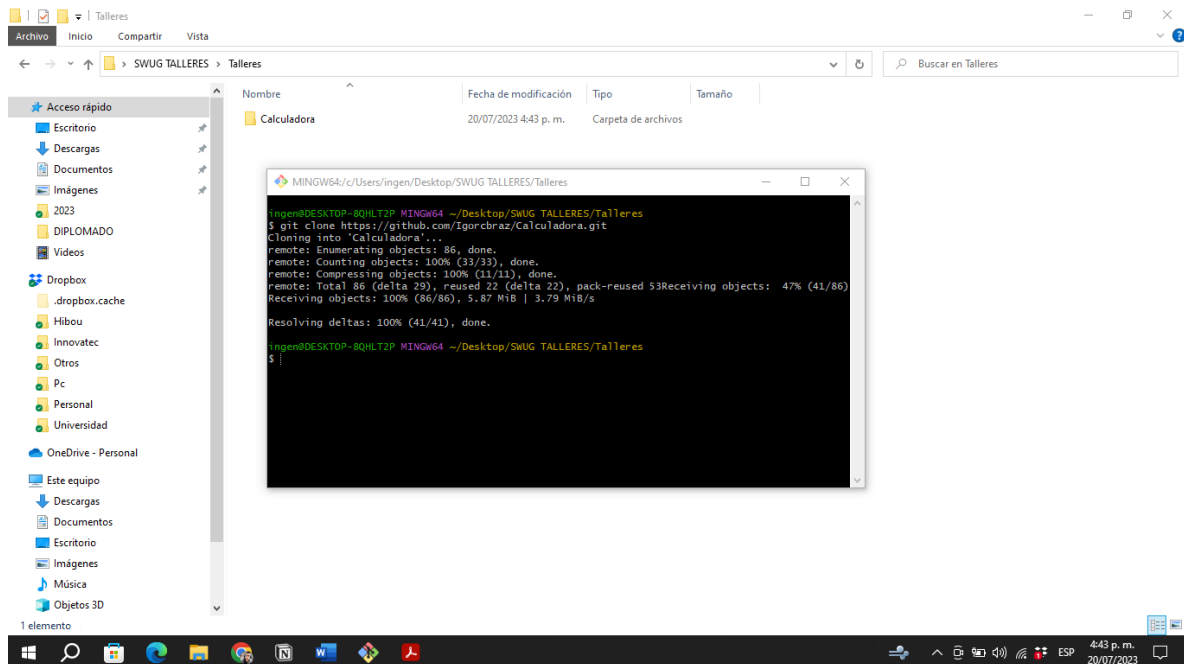 Talleres
Archivo Inicio Compartir Vista
SWUG TALLERES > Talleres
Buscar en Talleres
Nombre Fecha de modificación Tipo Tamaño
Calculadora 20/07/2023 4:43 p. m. Carpeta de archivos
Acceso rápido
Escritorio
Descargas
Documentos
Imágenes
2023
DIPLOMADO
Videos
Dropbox
.dropbox.cache
Hibou
Innovatec
Otros
Pc
Personal
Universidad
OneDrive - Personal
Este equipo
Descargas
Documentos
Escritorio
Imágenes
Música
Objetos 3D
1 elemento
MINGW64:/c/Users/ingen/Desktop/SWUG TALLERES/Talleres
ingen@DESKTOP-8QHLT2P MINGW64 ~/Desktop/SWUG TALLERES/Talleres
$ git clone https://github.com/Igorcbraz/Calculadora.git
Cloning into 'Calculadora'...
remote: Enumerating objects: 86, done.
remote: Counting objects: 100% (33/33), done.
remote: Compressing objects: 100% (11/11), done.
remote: Total 86 (delta 29), reused 22 (delta 22), pack-reused 53Receiving objects:  47% (41/86)
Receiving objects: 100% (86/86), 5.87 MiB | 3.79 MiB/s
Resolving deltas: 100% (41/41), done.
ingen@DESKTOP-8QHLT2P MINGW64 ~/Desktop/SWUG TALLERES/Talleres
$
ESP
4:43 p. m.
20/07/2023